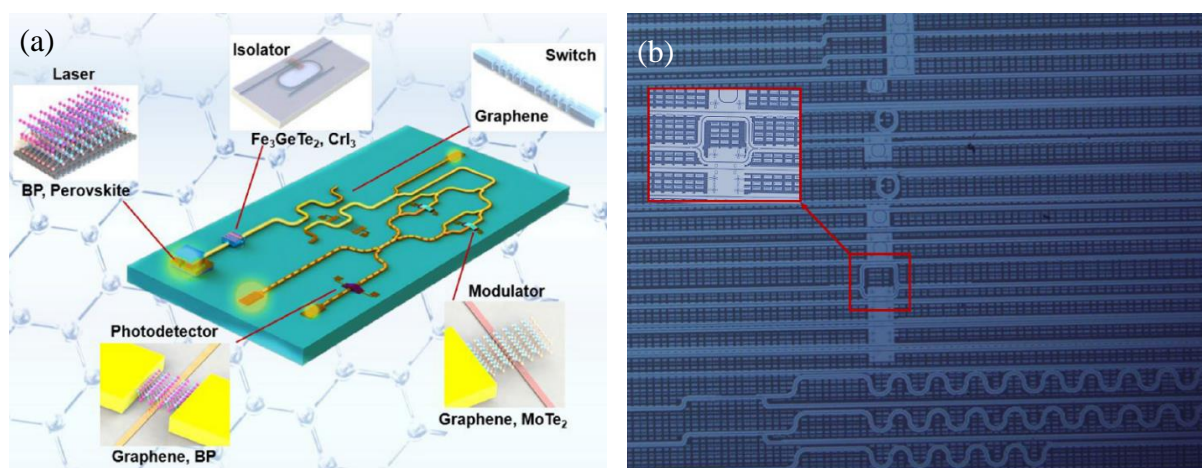 (a)
Laser
BP, Perovskite
Isolator
Fe₃GeTe₂, CrI₃
Switch
Graphene
Photodetector
Graphene, BP
Modulator
Graphene, MoTe₂
(b)